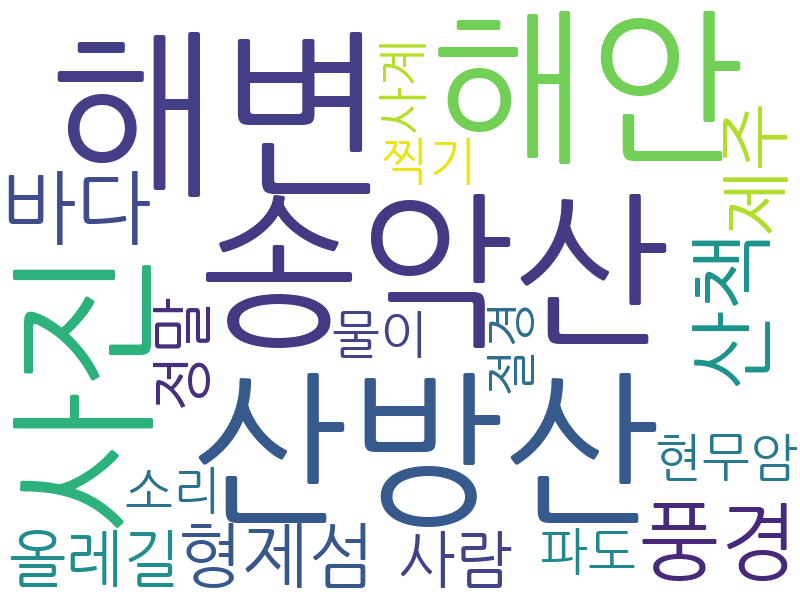 해변
해안
사계
찍기
제주
바다
송악산
산책
사진
정말
물이
절경
산방산
현무암
소리
올레길
형제섬
사람
파도
풍경